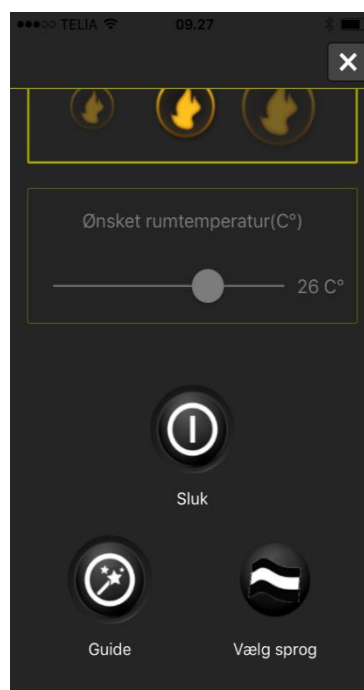 TELIA
09.27
Ønsket rumtemperatur(C°)
26 C°
Sluk
Guide
Vælg sprog